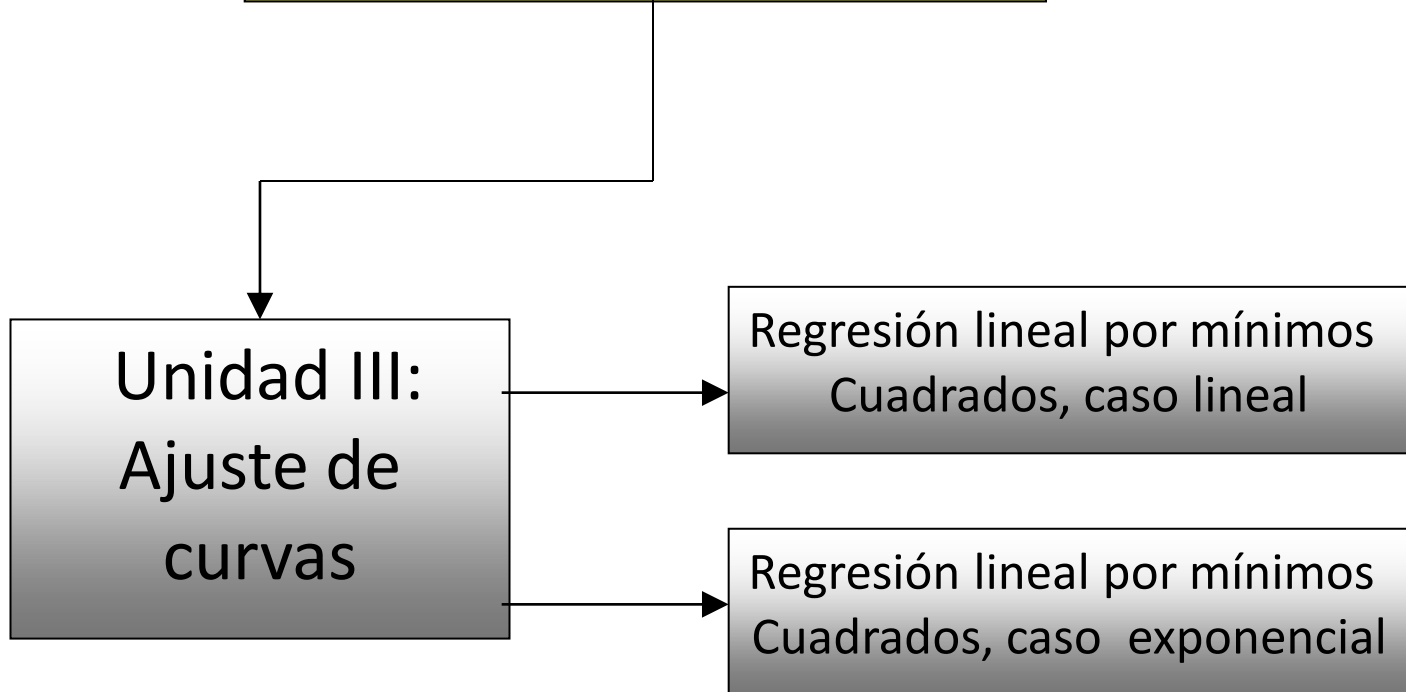 Unidad III:
Ajuste de
curvas
Regresión lineal por mínimos
Cuadrados, caso lineal
Regresión lineal por mínimos
Cuadrados, caso  exponencial